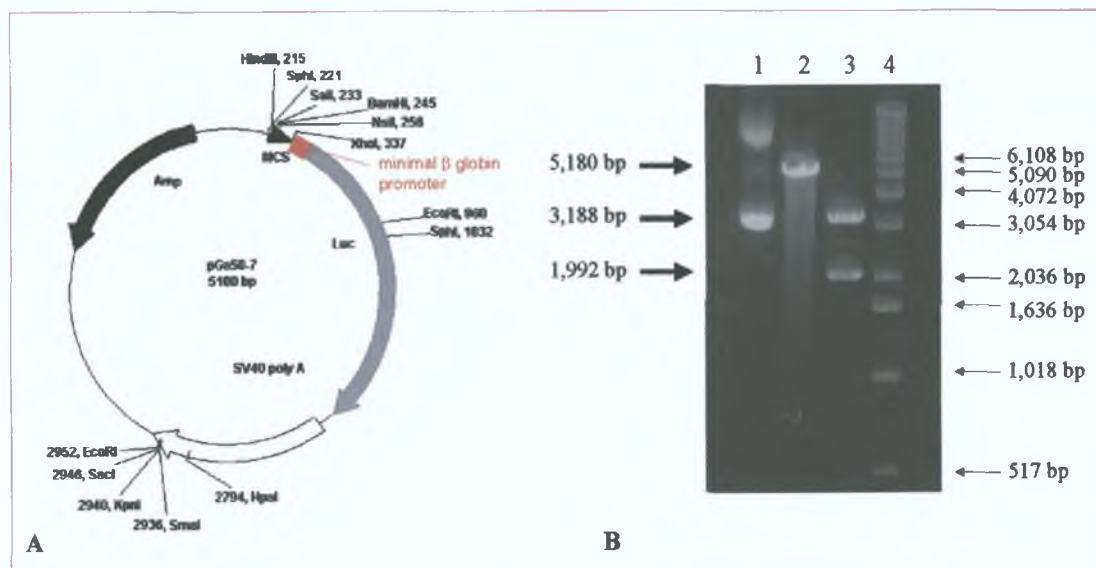 HindIII, 215
SphI, 221
SalI, 233
BamHI, 245
NsiI, 258
XhoI, 337
MCS
minimal β globin
promoter
Amp
EcoRI, 960
SphI, 1032
Luc
pGa50-7
5180 bp
SV40 poly A
2952, EcoRI
2946, SacI
2940, KpnI
2936, SmaI
2794, HpaI
A
1 2 3 4
5,180 bp
3,188 bp
1,992 bp
6,108 bp
5,090 bp
4,072 bp
3,054 bp
2,036 bp
1,636 bp
1,018 bp
517 bp
B